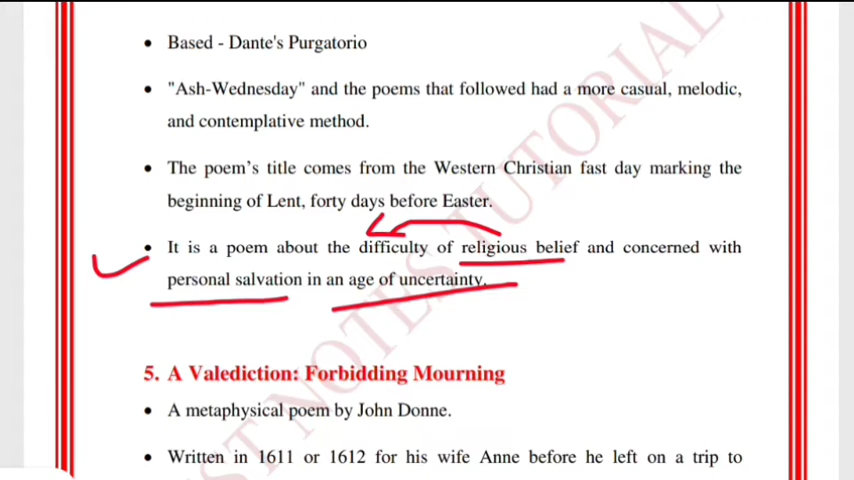 • Based - Dante's Purgatorio
• "Ash-Wednesday" and the poems that followed had a more casual, melodic,
and contemplative method.
• The poem's title comes from the Western Christian fast day marking the
beginning of Lent, forty days before Easter.
• It is a poem about the difficulty of religious belief and concerned with
personal salvation in an age of uncertainty.
5. A Valediction: Forbidding Mourning
• A metaphysical poem by John Donne.
• Written in 1611 or 1612 for his wife Anne before he left on a trip to
EST NOTES TUTORIAL